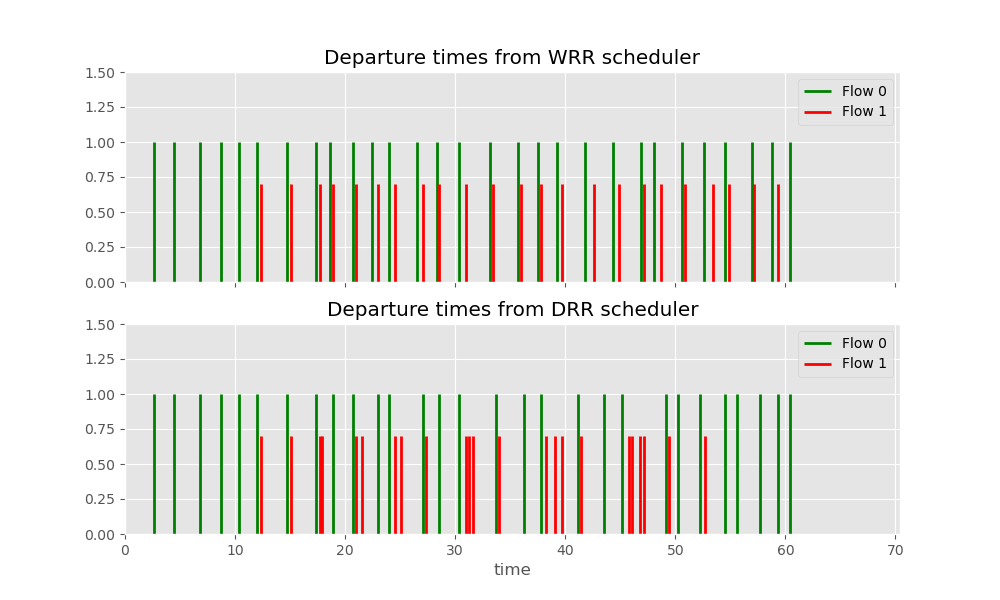 Departure times from WRR scheduler
1.50
1.25
1.00
0.75
0.50
0.25
0.00
Flow 0
Flow 1
Departure times from DRR scheduler
1.50
1.25
1.00
0.75
0.50
0.25
0.00
Flow 0
Flow 1
0 10 20 30 40 50 60 70
time